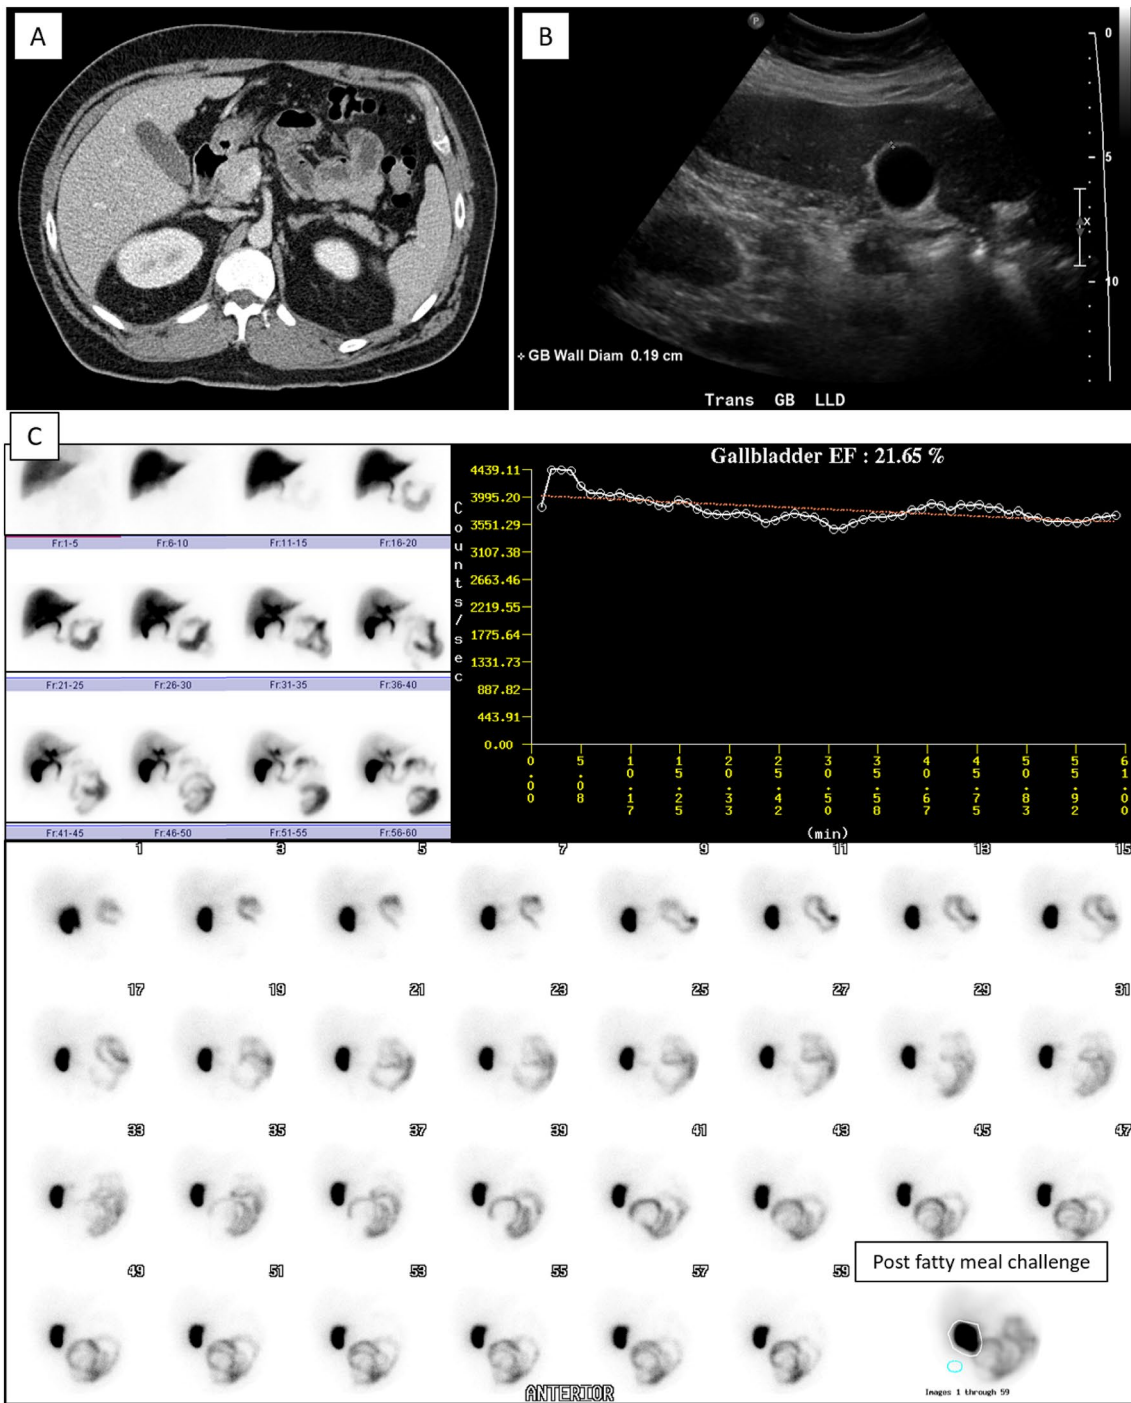 A
B
P
0
5
x
10
GB Wall Diam 0.19 cm
Trans GB LLD
C
Gallbladder EF : 21.65 %
Counts/sec
4439.11
3995.20
3551.29
3107.38
2663.46
2219.55
1775.64
1331.73
887.82
443.91
0.00
0.00
5.08
10.17
15.25
20.33
25.42
30.50
35.58
40.67
45.75
50.83
55.92
61.00
(min)
Fr:1-5 Fr:6-10 Fr:11-15 Fr:16-20
Fr:21-25 Fr:26-30 Fr:31-35 Fr:36-40
Fr:41-45 Fr:46-50 Fr:51-55 Fr:56-60
1 3 5 7 9 11 13 15
17 19 21 23 25 27 29 31
33 35 37 39 41 43 45 47
49 51 53 55 57 59
Post fatty meal challenge
Images 1 through 59
ANTERIOR